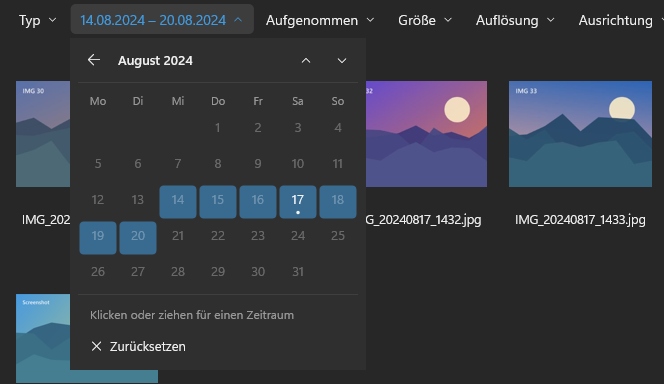 Typ 14.08.2024 – 20.08.2024 Aufgenommen Größe Auflösung Ausrichtung
August 2024
Mo Di Mi Do Fr Sa So
1 2 3 4
5 6 7 8 9 10 11
12 13 14 15 16 17 18
19 20 21 22 23 24 25
26 27 28 29 30 31
Klicken oder ziehen für einen Zeitraum
Zurücksetzen
IMG 30
32
IMG 33
IMG_202
G_20240817_1432.jpg
IMG_20240817_1433.jpg
Screenshot